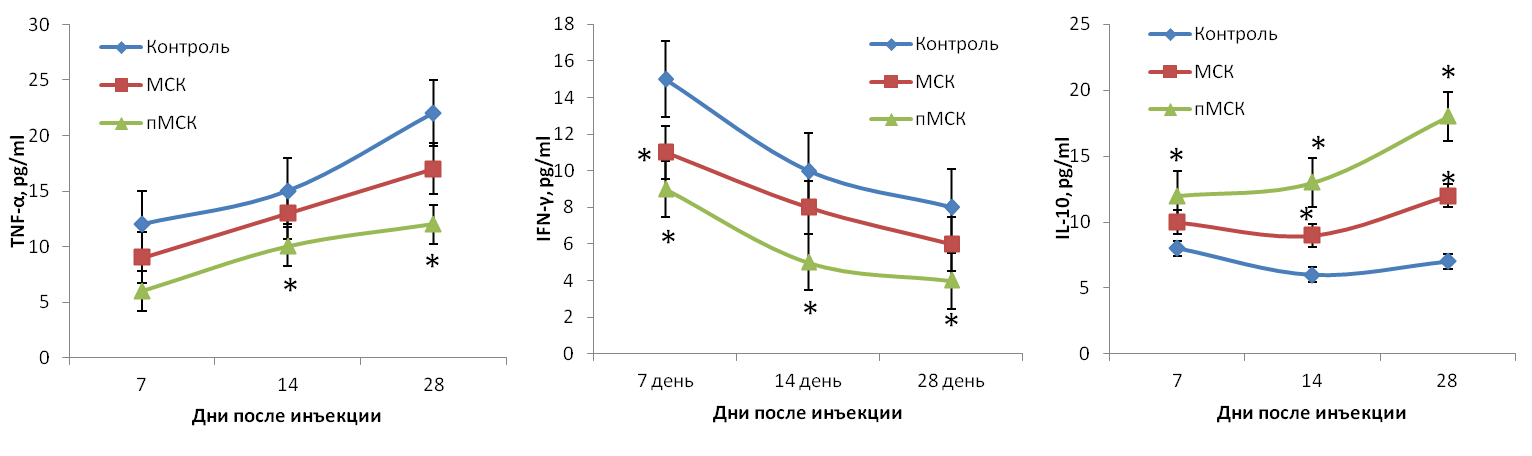 TNF-α, pg/ml
30
25
20
15
10
5
0
Контроль
МСК
пМСК
*
*
7
14
28
Дни после инъекции
IFN-γ, pg/ml
18
16
14
12
10
8
6
4
2
0
Контроль
МСК
пМСК
*
*
*
*
7 день
14 день
28 день
Дни после инъекции
IL-10, pg/ml
25
20
15
10
5
0
Контроль
МСК
пМСК
*
*
*
*
*
7
14
28
Дни после инъекции